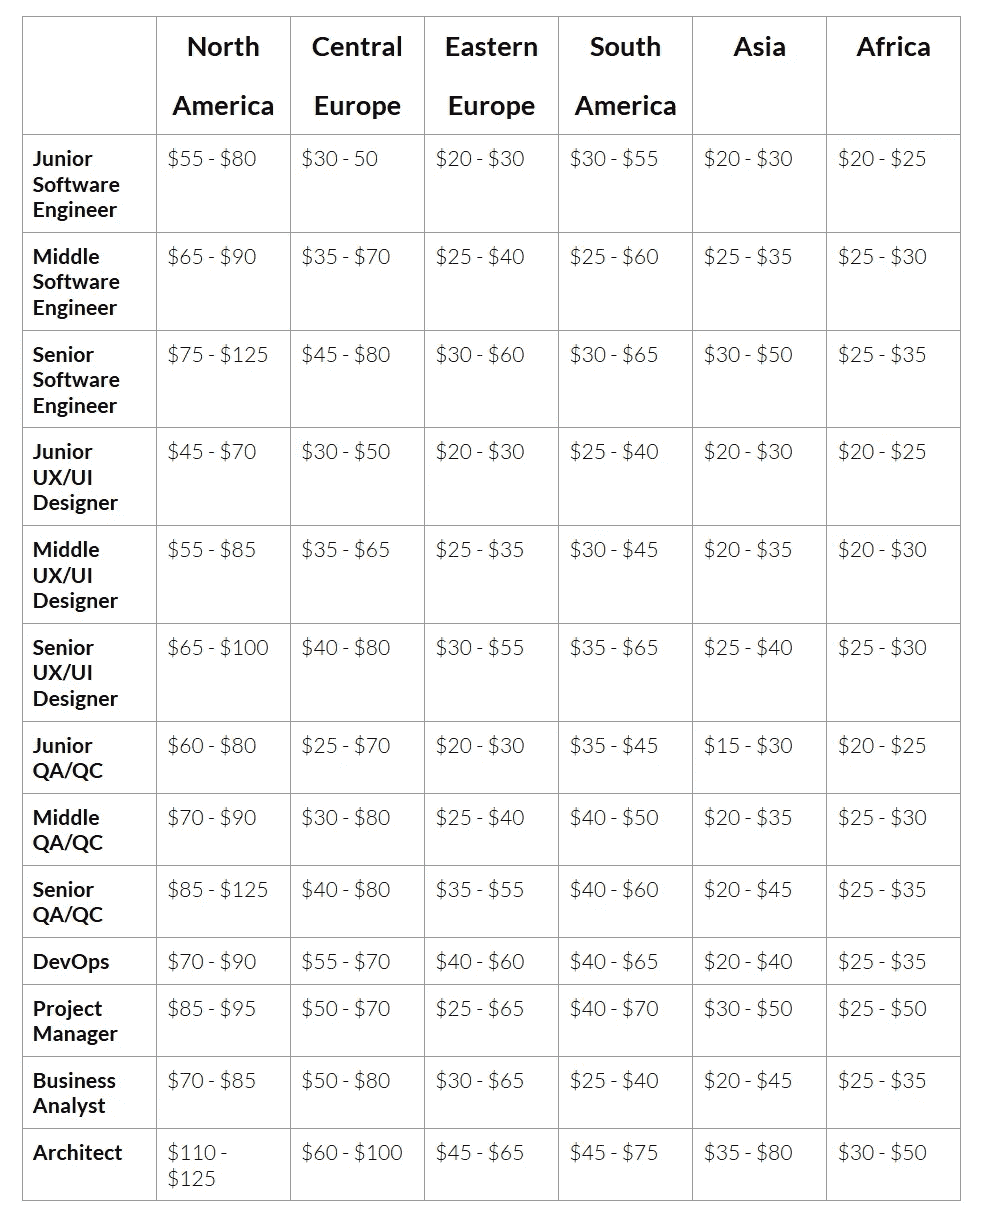 North America Central Europe Eastern Europe South America Asia Africa
Junior Software Engineer $55 - $80 $30 - 50 $20 - $30 $30 - $55 $20 - $30 $20 - $25
Middle Software Engineer $65 - $90 $35 - $70 $25 - $40 $25 - $60 $25 - $35 $25 - $30
Senior Software Engineer $75 - $125 $45 - $80 $30 - $60 $30 - $65 $30 - $50 $25 - $35
Junior UX/UI Designer $45 - $70 $30 - $50 $20 - $30 $25 - $40 $20 - $30 $20 - $25
Middle UX/UI Designer $55 - $85 $35 - $65 $25 - $35 $30 - $45 $20 - $35 $20 - $30
Senior UX/UI Designer $65 - $100 $40 - $80 $30 - $55 $35 - $65 $25 - $40 $25 - $30
Junior QA/QC $60 - $80 $25 - $70 $20 - $30 $35 - $45 $15 - $30 $20 - $25
Middle QA/QC $70 - $90 $30 - $80 $25 - $40 $40 - $50 $20 - $35 $25 - $30
Senior QA/QC $85 - $125 $40 - $80 $35 - $55 $40 - $60 $20 - $45 $25 - $35
DevOps $70 - $90 $55 - $70 $40 - $60 $40 - $65 $20 - $40 $25 - $35
Project Manager $85 - $95 $50 - $70 $25 - $65 $40 - $70 $30 - $50 $25 - $50
Business Analyst $70 - $85 $50 - $80 $30 - $65 $25 - $40 $20 - $45 $25 - $35
Architect $110 - $125 $60 - $100 $45 - $65 $45 - $75 $35 - $80 $30 - $50